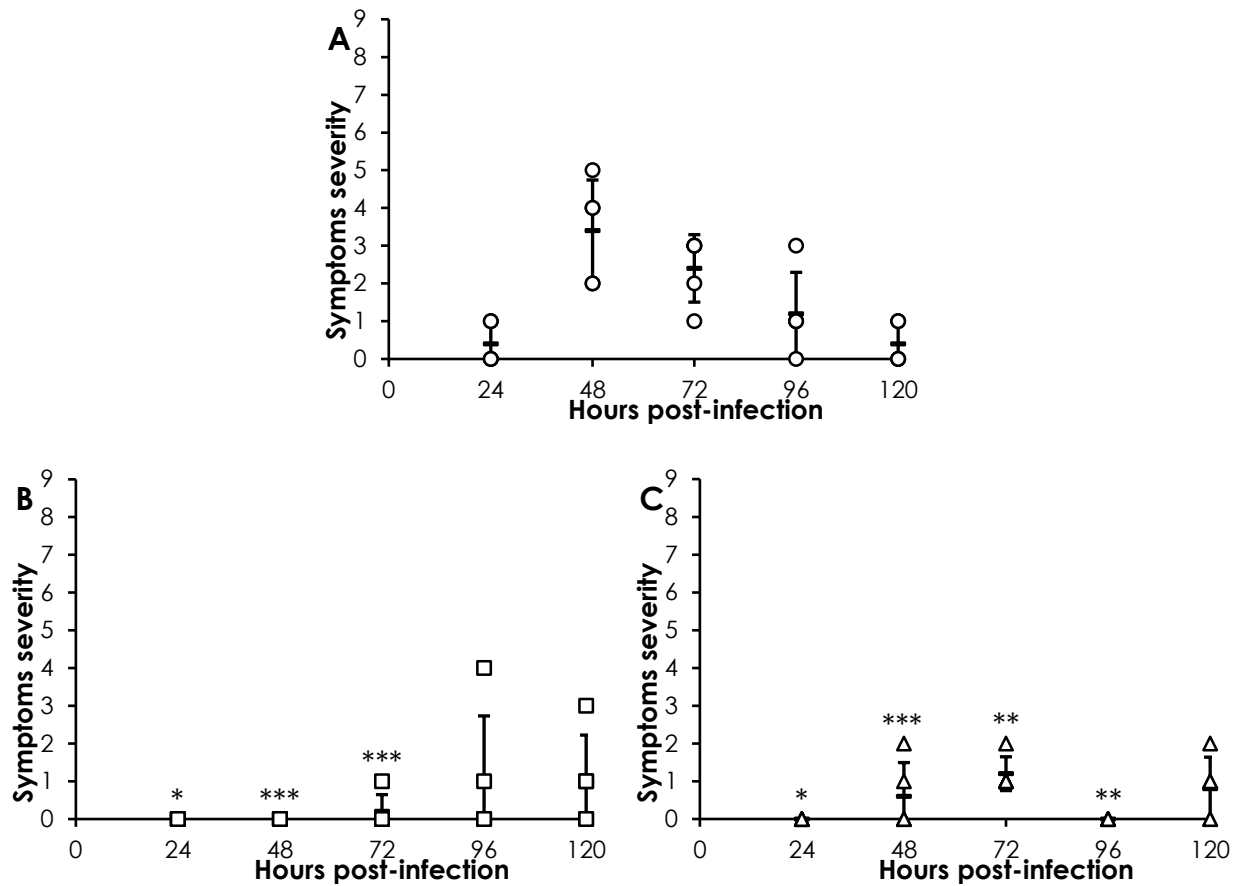 A
Symptoms severity
9
8
7
6
5
4
3
2
1
0
0 24 48 72 96 120
Hours post-infection
B
Symptoms severity
9
8
7
6
5
4
3
2
1
0
* *** ***
0 24 48 72 96 120
Hours post-infection
C
Symptoms severity
9
8
7
6
5
4
3
2
1
0
* *** ** **
0 24 48 72 96 120
Hours post-infection